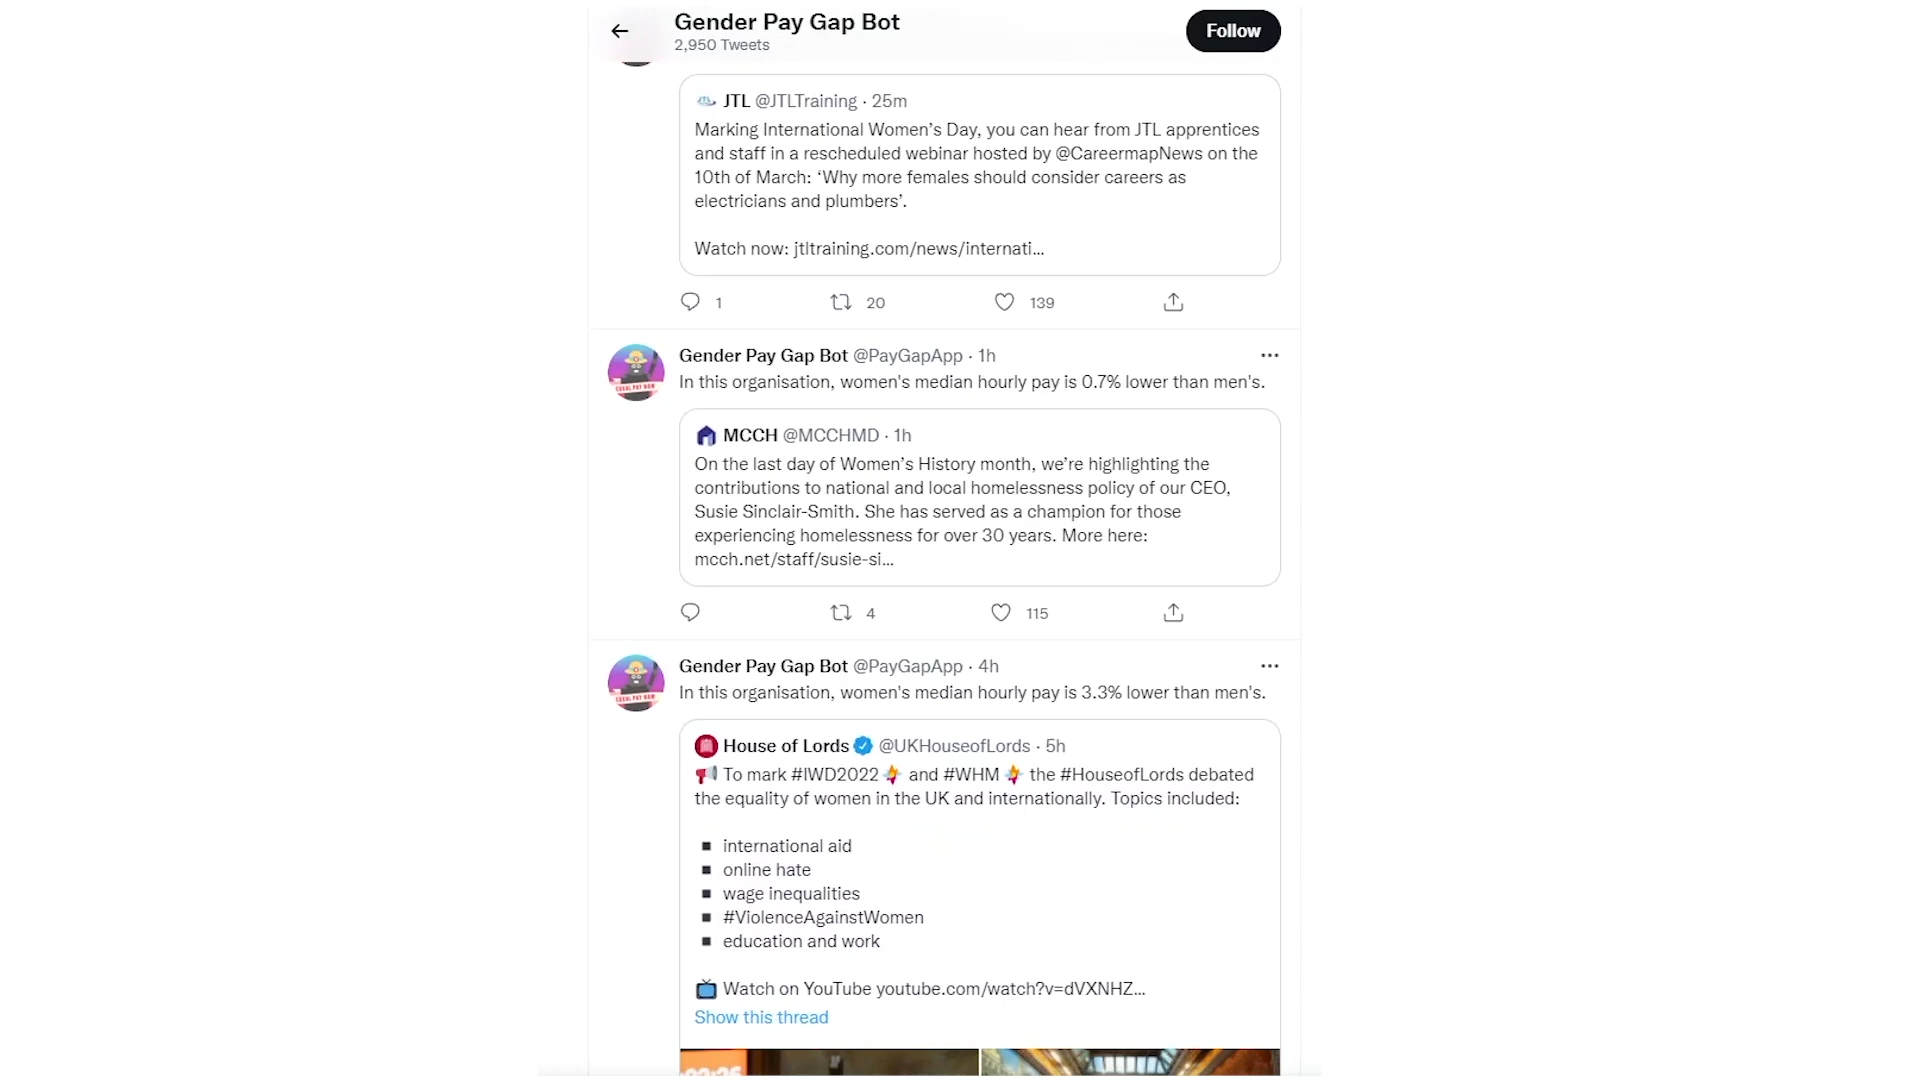 Gender Pay Gap Bot
2,950 Tweets
Follow
JTL @JTLTraining · 25m
Marking International Women’s Day, you can hear from JTL apprentices
and staff in a rescheduled webinar hosted by @CareermapNews on the
10th of March: ‘Why more females should consider careers as
electricians and plumbers’.
Watch now: jtltraining.com/news/internati…
1 20 139
Gender Pay Gap Bot @PayGapApp · 1h
In this organisation, women's median hourly pay is 0.7% lower than men's.
EQUAL PAY NOW
MCCH @MCCHMD · 1h
On the last day of Women’s History month, we’re highlighting the
contributions to national and local homelessness policy of our CEO,
Susie Sinclair-Smith. She has served as a champion for those
experiencing homelessness for over 30 years. More here:
mcch.net/staff/susie-si…
4 115
Gender Pay Gap Bot @PayGapApp · 4h
In this organisation, women's median hourly pay is 3.3% lower than men's.
EQUAL PAY NOW
House of Lords @UKHouseofLords · 5h
To mark #IWD2022 and #WHM the #HouseofLords debated
the equality of women in the UK and internationally. Topics included:
▪ international aid
▪ online hate
▪ wage inequalities
▪ #ViolenceAgainstWomen
▪ education and work
Watch on YouTube youtube.com/watch?v=dVXNHZ…
Show this thread